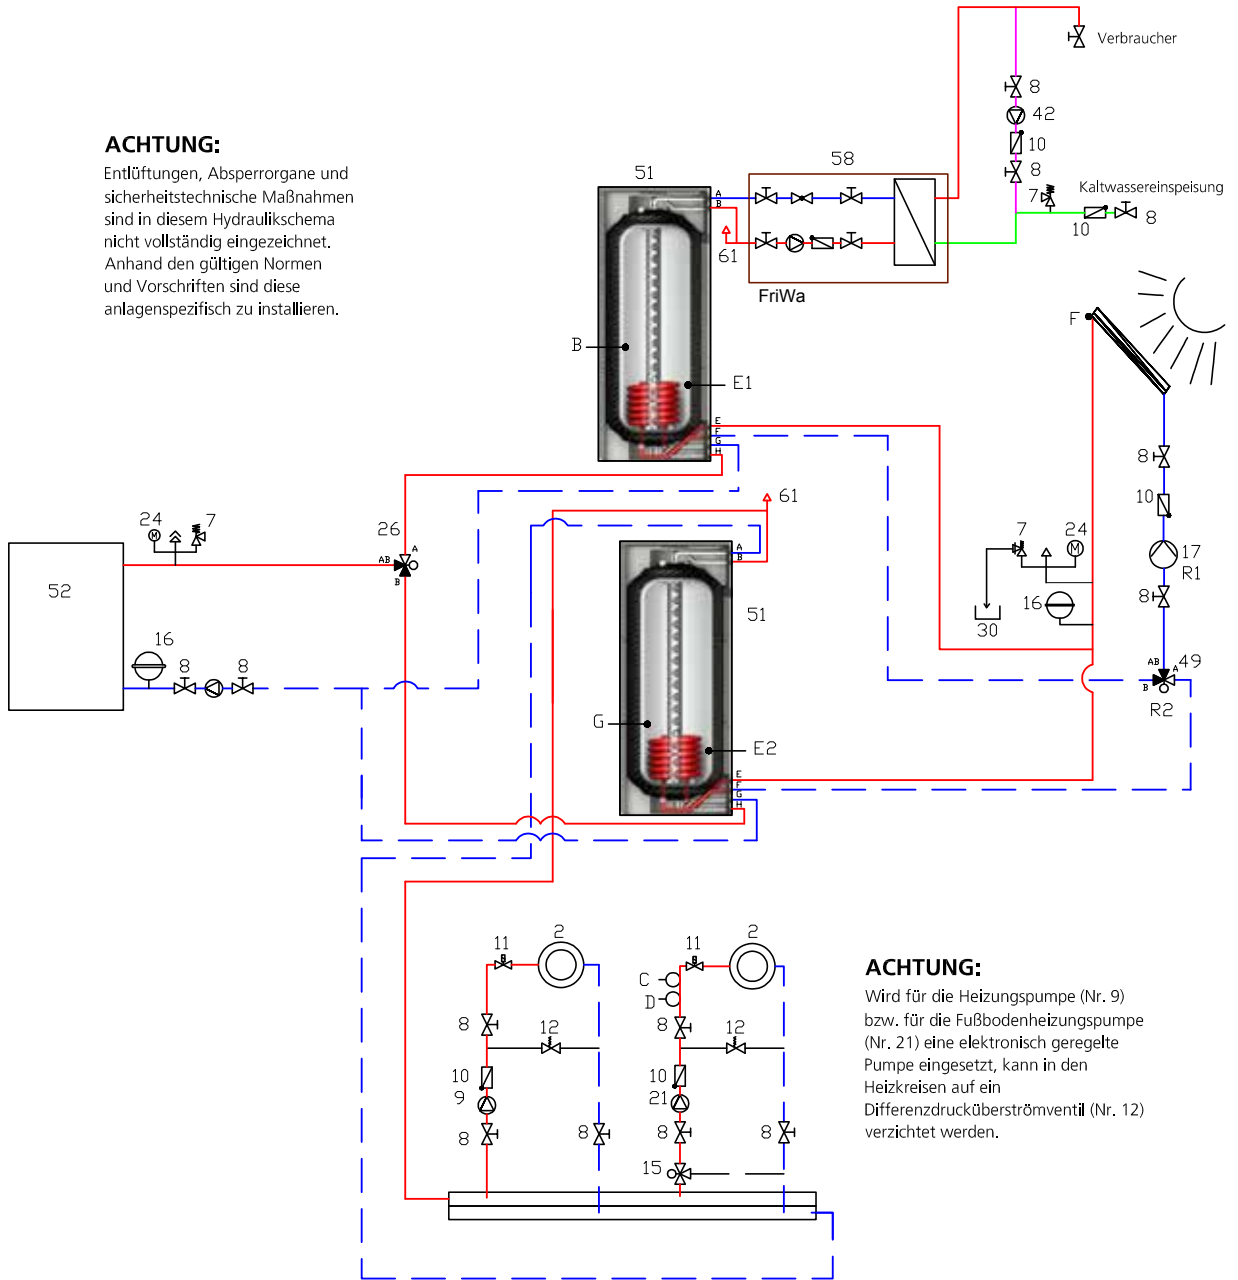 Verbraucher
8
42
10
8
Kaltwassereinspeisung
7
10
8
ACHTUNG:
Entlüftungen, Absperrorgane und
sicherheitstechnische Maßnahmen
sind in diesem Hydraulikschema
nicht vollständig eingezeichnet.
Anhand den gültigen Normen
und Vorschriften sind diese
anlagenspezifisch zu installieren.
51
58
A
B
61
FriWa
B
E1
E
F
G
H
F
8
10
17
R1
8
AB
A
49
B
R2
7
24
16
30
61
24
7
26
A
AB
B
52
16
8
8
A
B
51
G
E2
E
F
G
H
11
2
11
2
C
D
8
12
8
12
10
9
10
21
8
8
8
8
15
ACHTUNG:
Wird für die Heizungspumpe (Nr. 9)
bzw. für die Fußbodenheizungspumpe
(Nr. 21) eine elektronisch geregelte
Pumpe eingesetzt, kann in den
Heizkreisen auf ein
Differenzdrucküberströmventil (Nr. 12)
verzichtet werden.
M
M